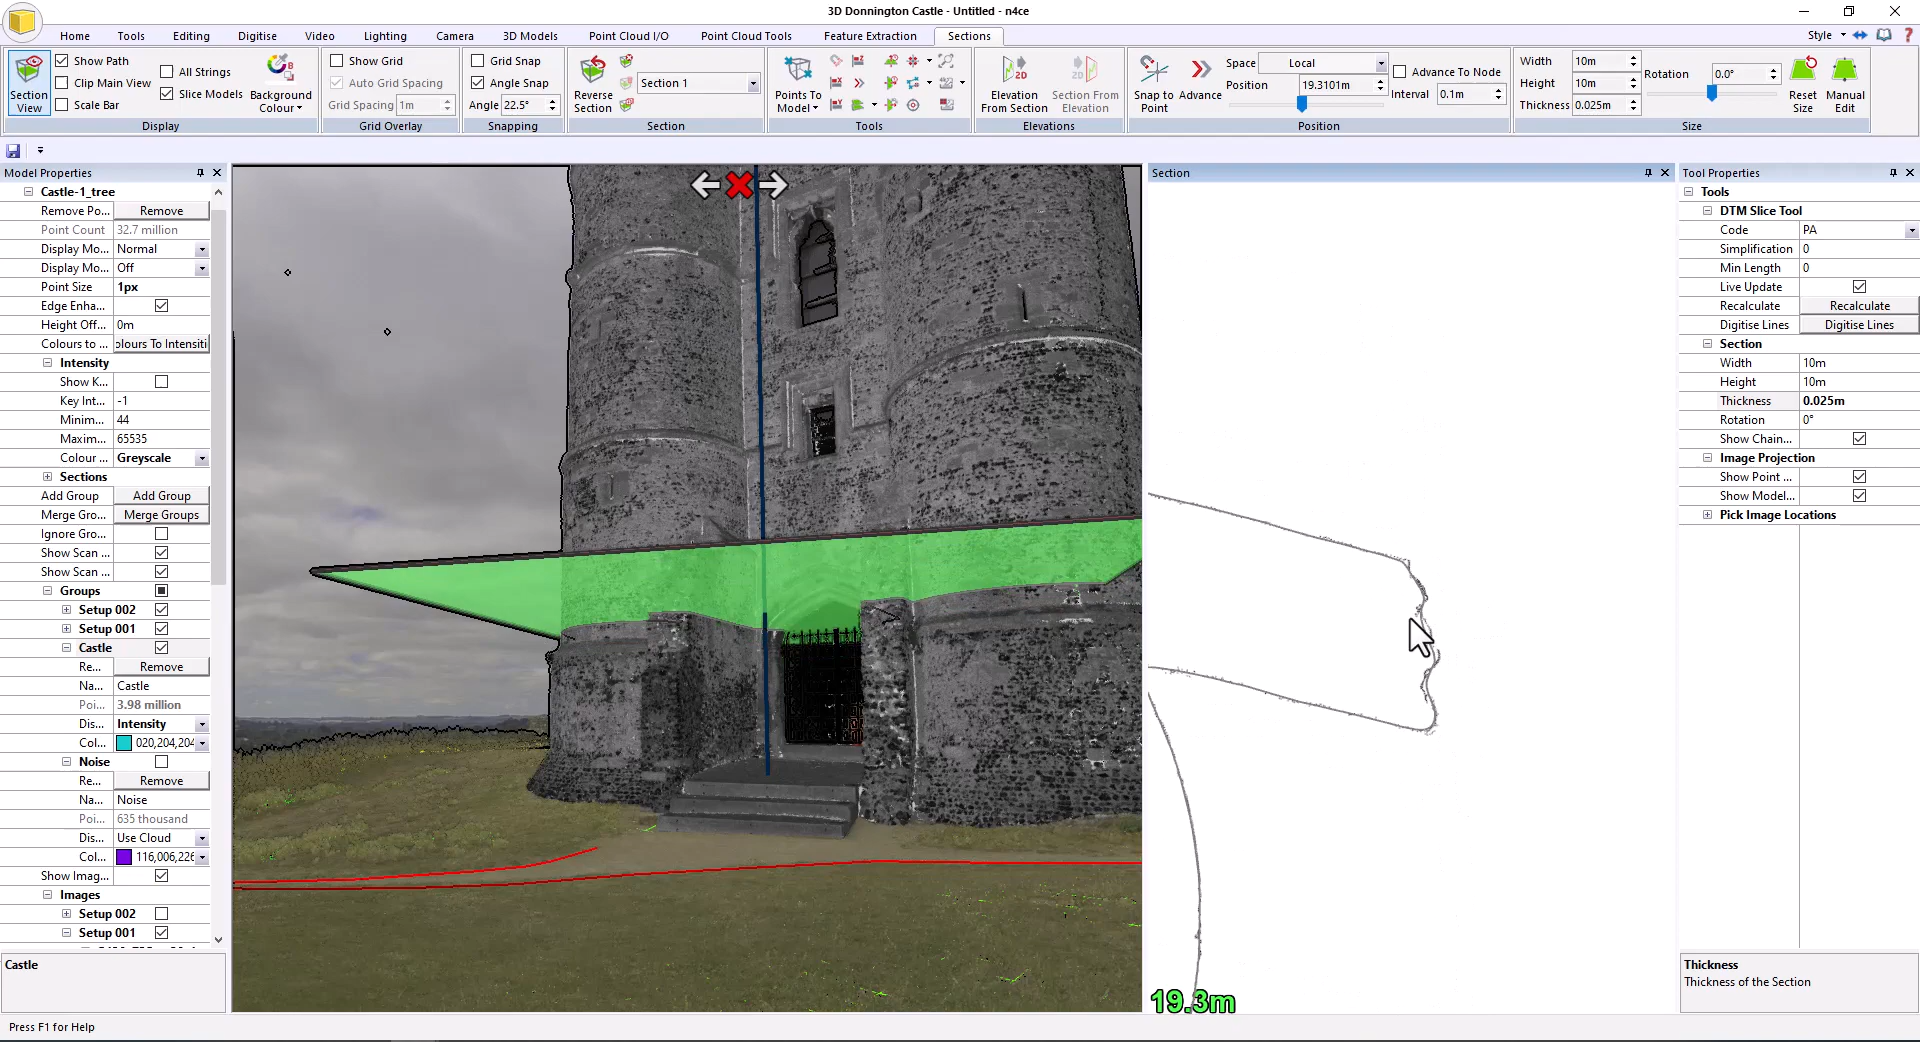 3D Donnington Castle - Untitled - n4ce
Home Tools Editing Digitise Video Lighting Camera 3D Models Point Cloud I/O Point Cloud Tools Feature Extraction Sections Style
Section View
Show Path
Clip Main View
Scale Bar
All Strings
Slice Models
Background Colour
Display
Show Grid
Auto Grid Spacing
Grid Spacing 1m
Grid Overlay
Grid Snap
Angle Snap
Angle 22.5°
Snapping
Reverse Section
Section 1
Section
Points To Model
Tools
Elevation From Section
Section From Elevation
Elevations
Snap to Point
Advance
Space Local
Position 19.3101m
Advance To Node
Interval 0.1m
Position
Width 10m
Height 10m
Thickness 0.025m
Rotation 0.0°
Reset Size
Manual Edit
Size
Model Properties
Castle-1_tree
Remove Po... Remove
Point Count 32.7 million
Display Mo... Normal
Display Mo... Off
Point Size 1px
Edge Enha...
Height Off... 0m
Colours to ... olours To Intensiti
Intensity
Show K...
Key Int... -1
Minim... 44
Maxim... 65535
Colour ... Greyscale
Sections
Add Group Add Group
Merge Gro... Merge Groups
Ignore Gro...
Show Scan ...
Show Scan ...
Groups
Setup 002
Setup 001
Castle
Re... Remove
Na... Castle
Poi... 3.98 million
Dis... Intensity
Col... 020,204,204
Noise
Re... Remove
Na... Noise
Poi... 635 thousand
Dis... Use Cloud
Col... 116,006,226
Show Imag...
Images
Setup 002
Setup 001
Castle
Press F1 for Help
Section
19.3m
Tool Properties
Tools
DTM Slice Tool
Code PA
Simplification 0
Min Length 0
Live Update
Recalculate Recalculate
Digitise Lines Digitise Lines
Section
Width 10m
Height 10m
Thickness 0.025m
Rotation 0°
Show Chain...
Image Projection
Show Point ...
Show Model...
Pick Image Locations
Thickness
Thickness of the Section